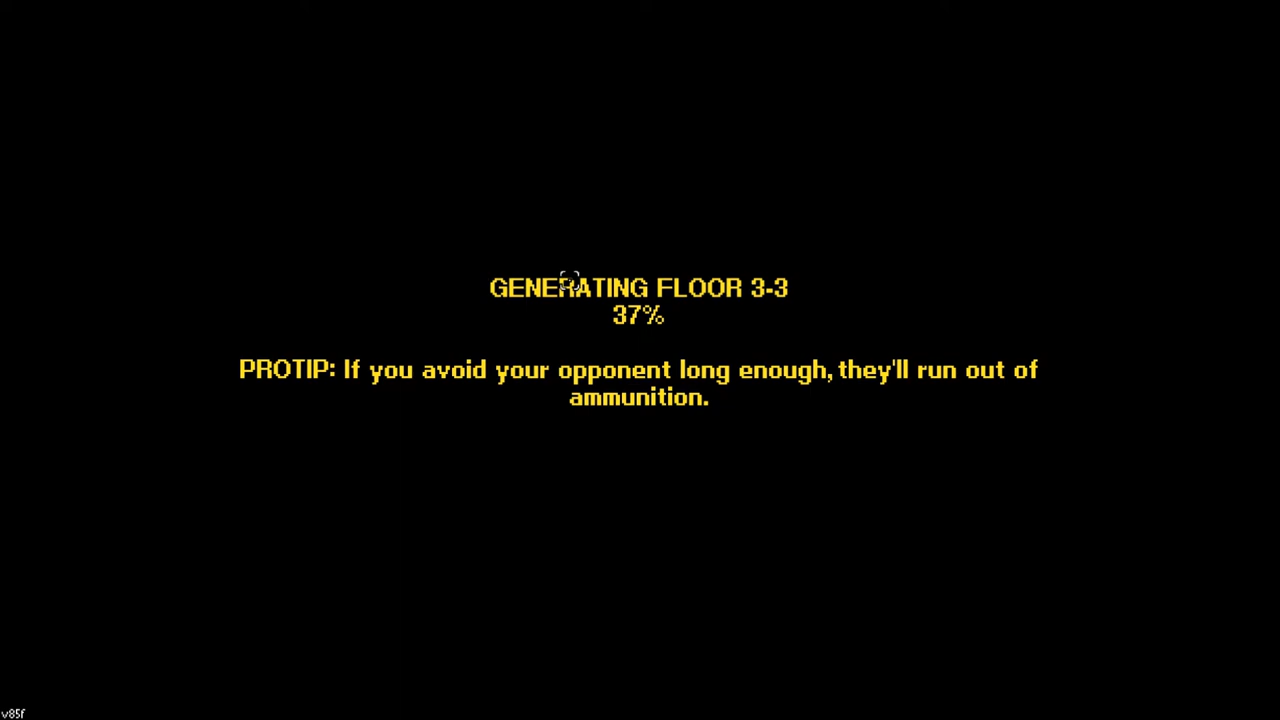 GENERATING FLOOR 3-3
37%
PROTIP: If you avoid your opponent long enough, they'll run out of
ammunition.
v85f